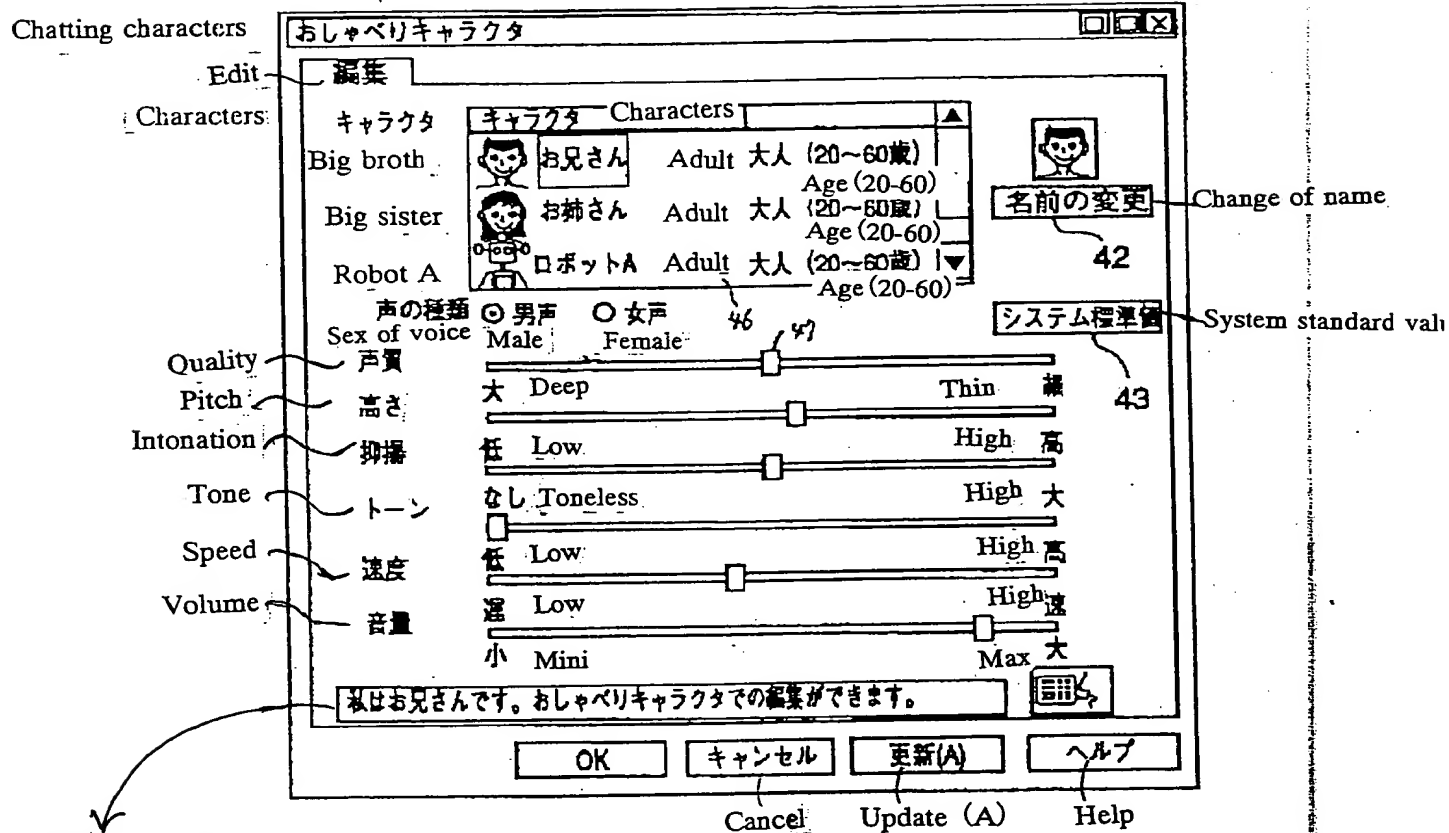 Chatting characters おしゃべりキャラクタ
Edit 編集
Characters キャラクタ キャラクタ Characters
Big broth お兄さん Adult 大人 (20〜60歳)
Age (20-60)
名前の変更 Change of name
42
Big sister お姉さん Adult 大人 (20〜60歳)
Age (20-60)
Robot A ロボットA Adult 大人 (20〜60歳)
Age (20-60)
46
声の種類 男声 女声
Sex of voice Male Female
47
システム標準値 System standard valu
43
Quality 声質
大 Deep Thin 細
Pitch 高さ
低 Low High 高
Intonation 抑揚
なし Toneless High 大
Tone トーン
低 Low High 高
Speed 速度
遅 Low High 速
Volume 音量
小 Mini Max 大
私はお兄さんです。おしゃべりキャラクタでの編集ができます。
OK キャンセル 更新(A) ヘルプ
Cancel Update (A) Help